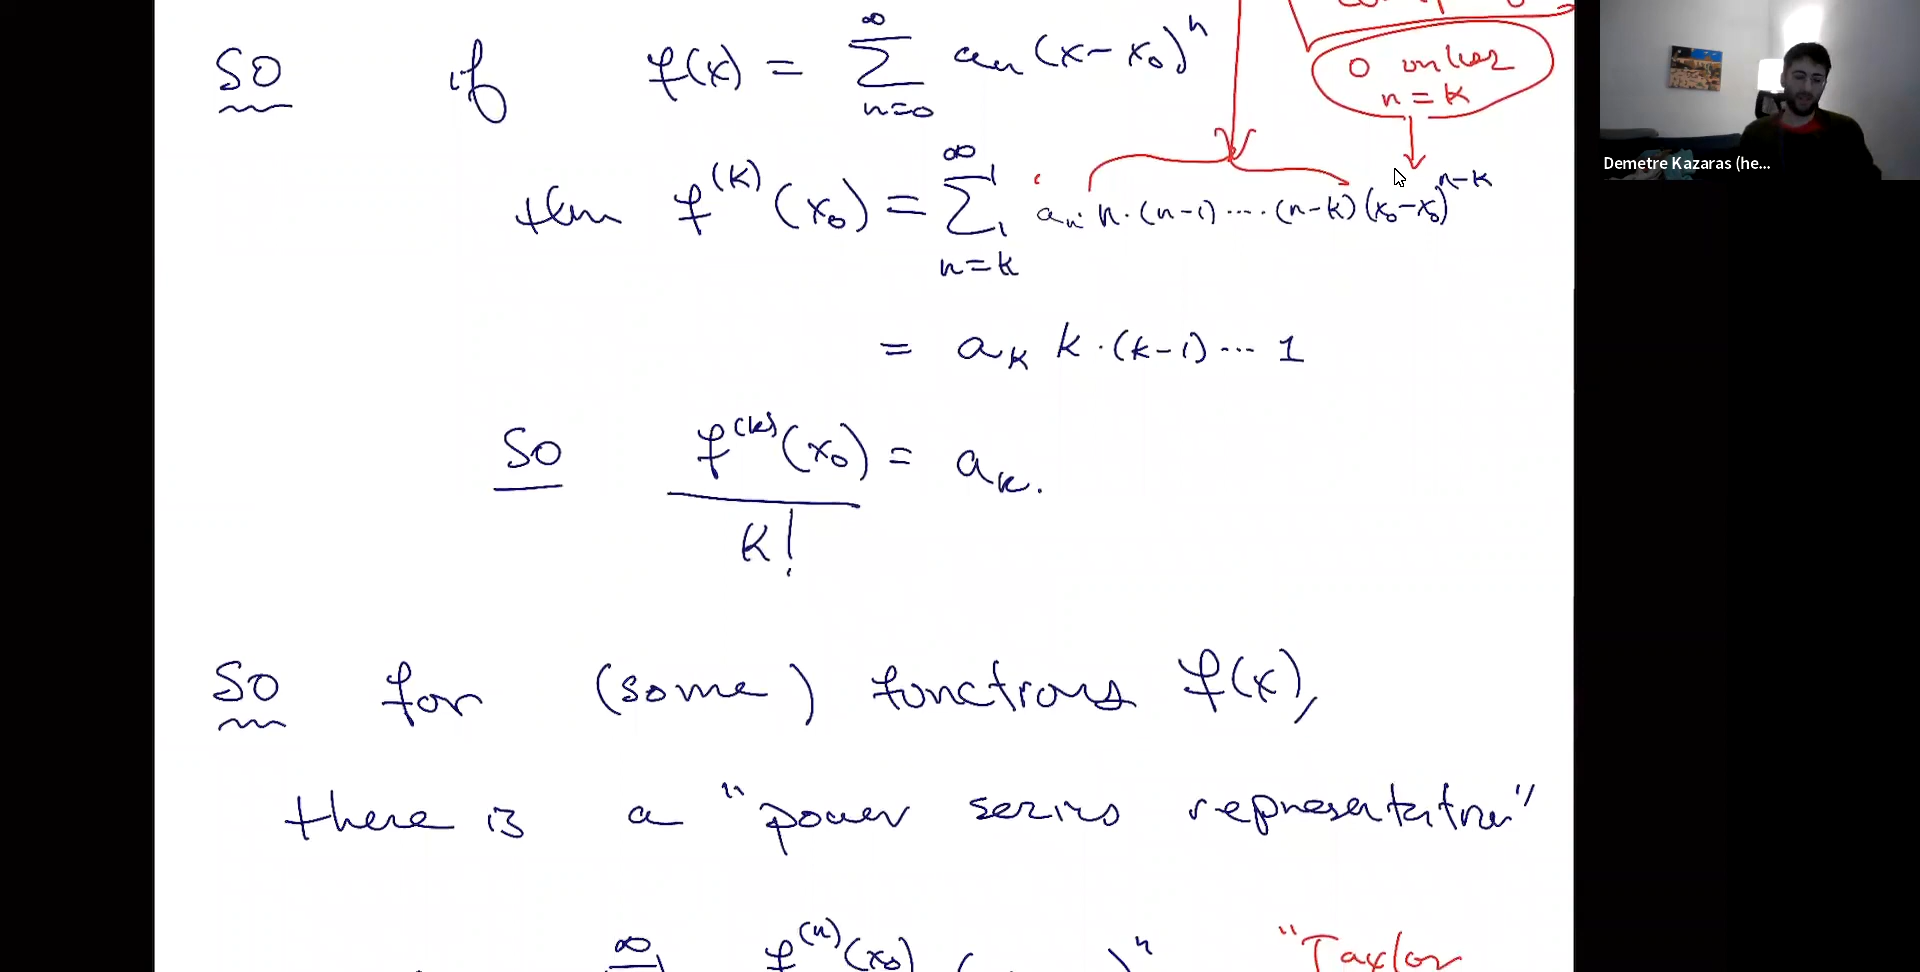 0 unless
n = k
so if f(x) = ∑_{n=0}^{∞} a_n (x - x_0)^n
then f^{(k)}(x_0) = ∑_{n=k}^{∞} a_n · n · (n-1) ···· (n-k) (x_0 - x_0)^{n-k}
= a_k k · (k-1) ··· 1
so f^{(k)}(x_0) / k! = a_k.
so for (some) functions f(x),
there is a "power series representation"
∞ f^{(n)}(x_0) ( )^n "Taylor
Demetre Kazaras (he...